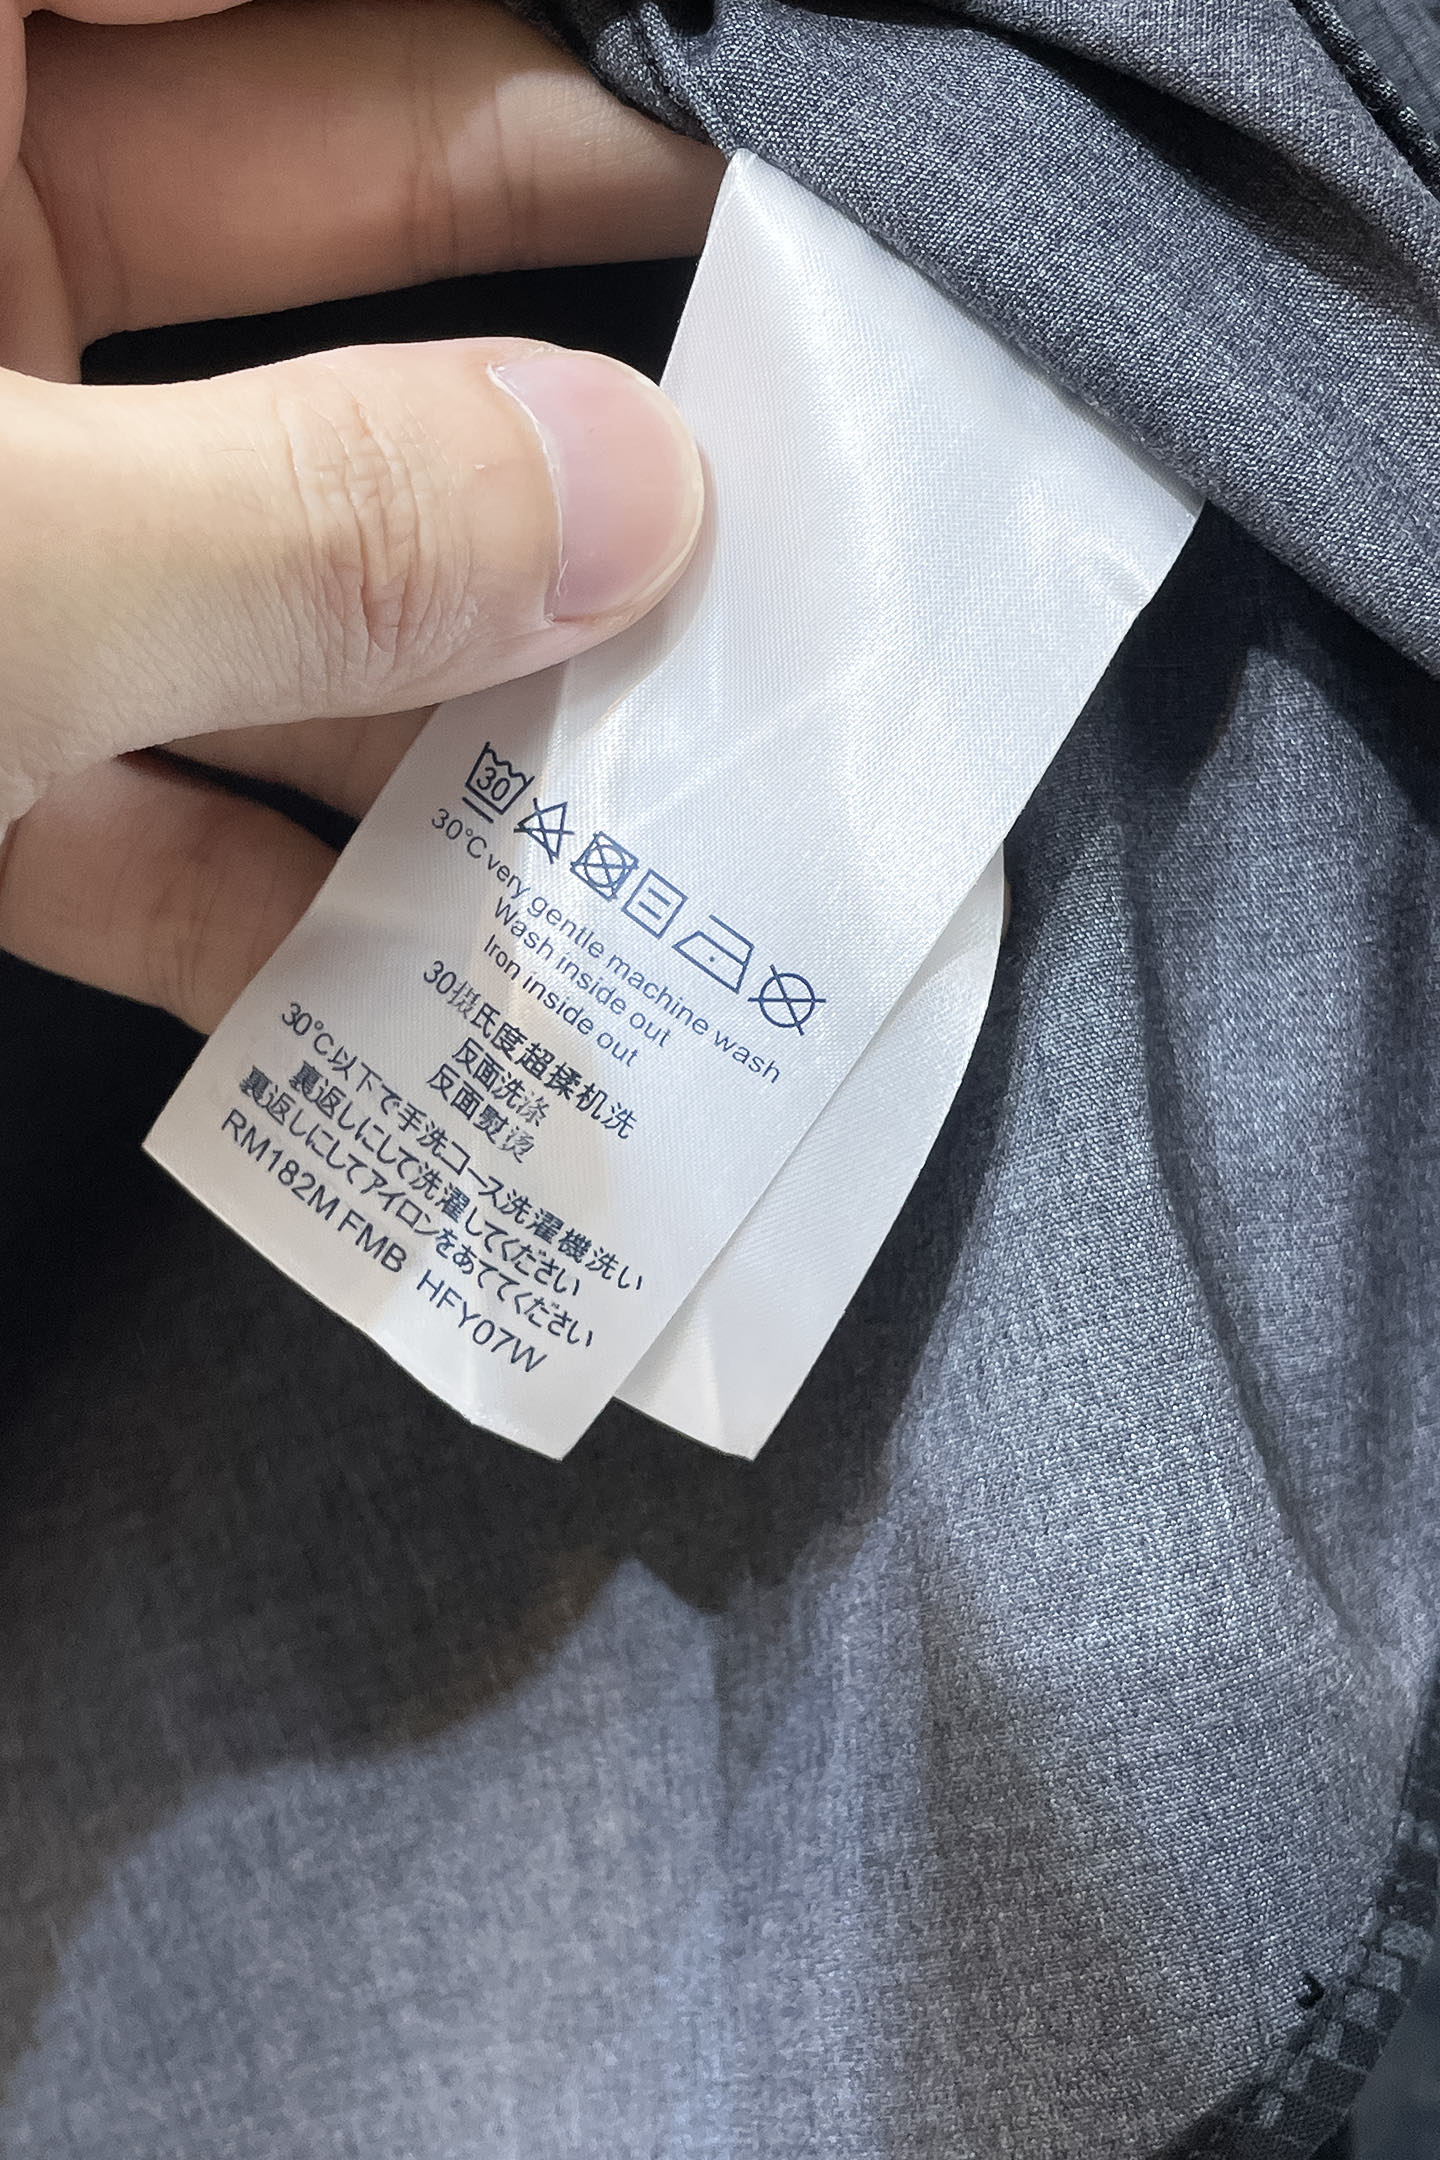 30
30°C very gentle machine wash
Wash inside out
Iron inside out
30摄氏度超揉机洗
反面洗涤
反面熨烫
30°C以下で手洗コース洗濯機洗い
裏返しにして洗濯してください
裏返しにしてアイロンをあててください
RM182M FMB HFY07W